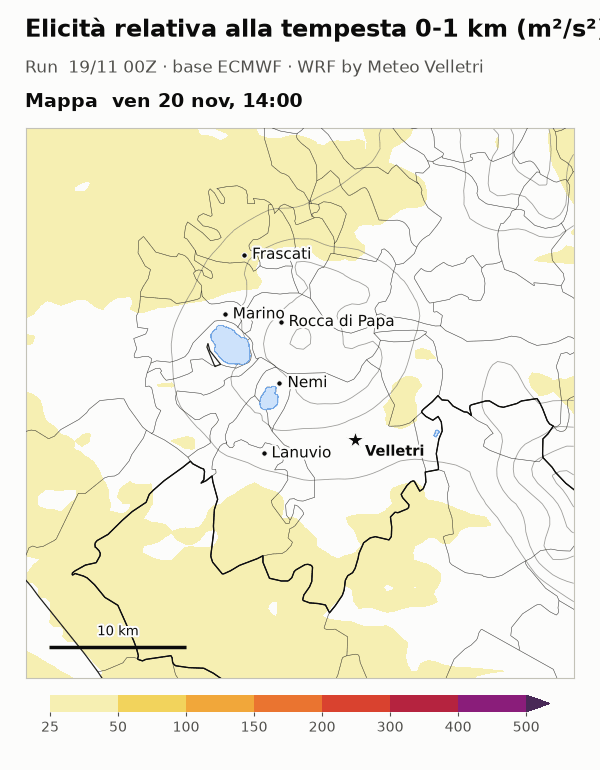 Elicità relativa alla tempesta 0-1 km (m²/s²)
Run 19/11 00Z · base ECMWF · WRF by Meteo Velletri
Mappa ven 20 nov, 14:00
Frascati
Marino
Rocca di Papa
Nemi
Lanuvio
Velletri
10 km
25 50 100 150 200 300 400 500